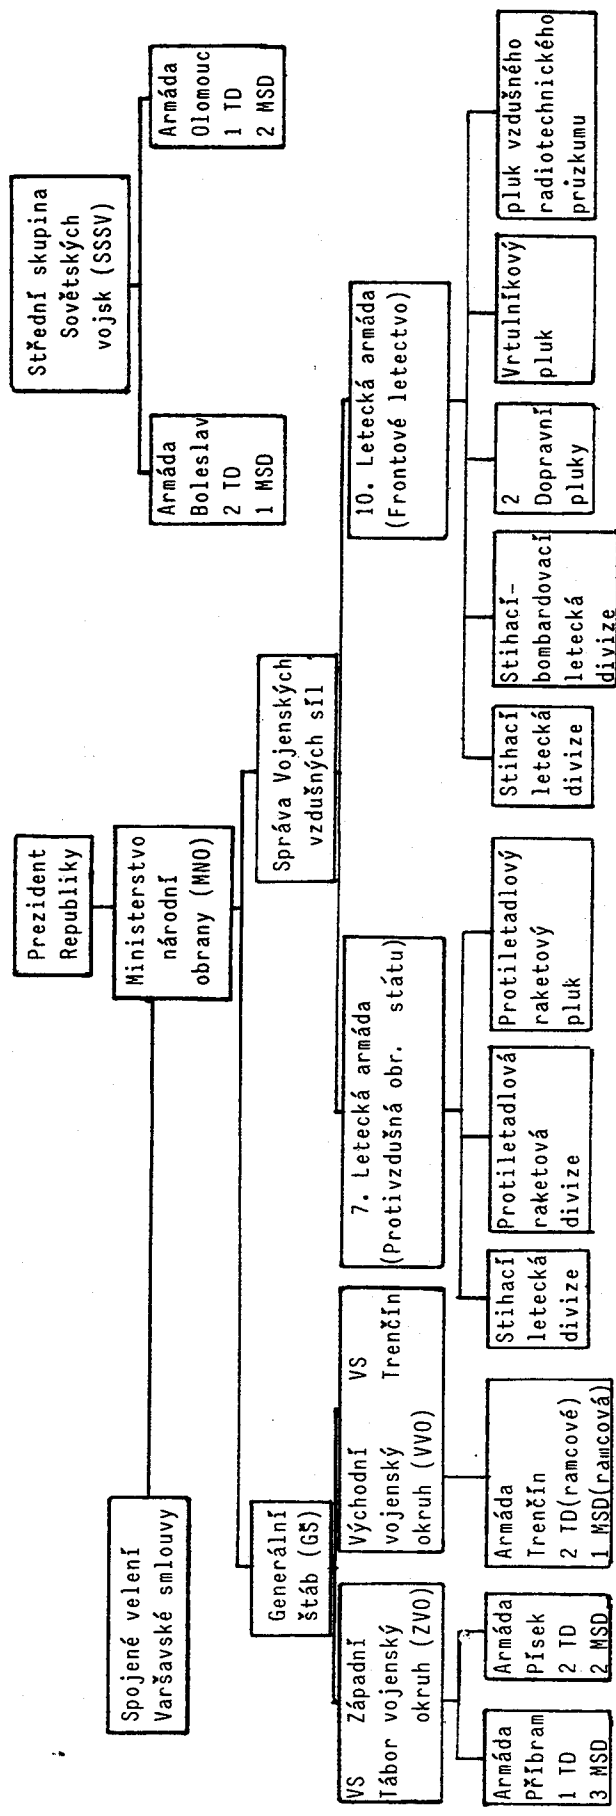 Prezident
Republiky
Střední skupina
Sovětských
vojsk (SSSV)
Spojené velení
Varšavské smlouvy
Ministerstvo
národní
obrany (MNO)
Armáda
Boleslav
2 TD
1 MSD
Armáda
Olomouc
1 TD
2 MSD
Generální
štáb (GŠ)
Správa Vojenských
vzdušných síl
VS Západní
Tábor vojenský
okruh (ZVO)
Východní VS
vojenský Trenčín
okruh (VVO)
7. Letecká armáda
(Protivzdušná obr. státu)
10. Letecká armáda
(Frontové letectvo)
Armáda
Příbram
1 TD
3 MSD
Armáda
Písek
2 TD
2 MSD
Armáda
Trenčín
2 TD(ramcové)
1 MSD(ramcová)
Stihací
letecká
divize
Protiletadlová
raketová
divize
Protiletadlový
raketový
pluk
Stihací
letecká
divize
Stihací-
bombardovací
letecká
divize
2
Dopravní
pluky
Vrtulníkový
pluk
pluk vzdušného
radiotechnického
průzkumu